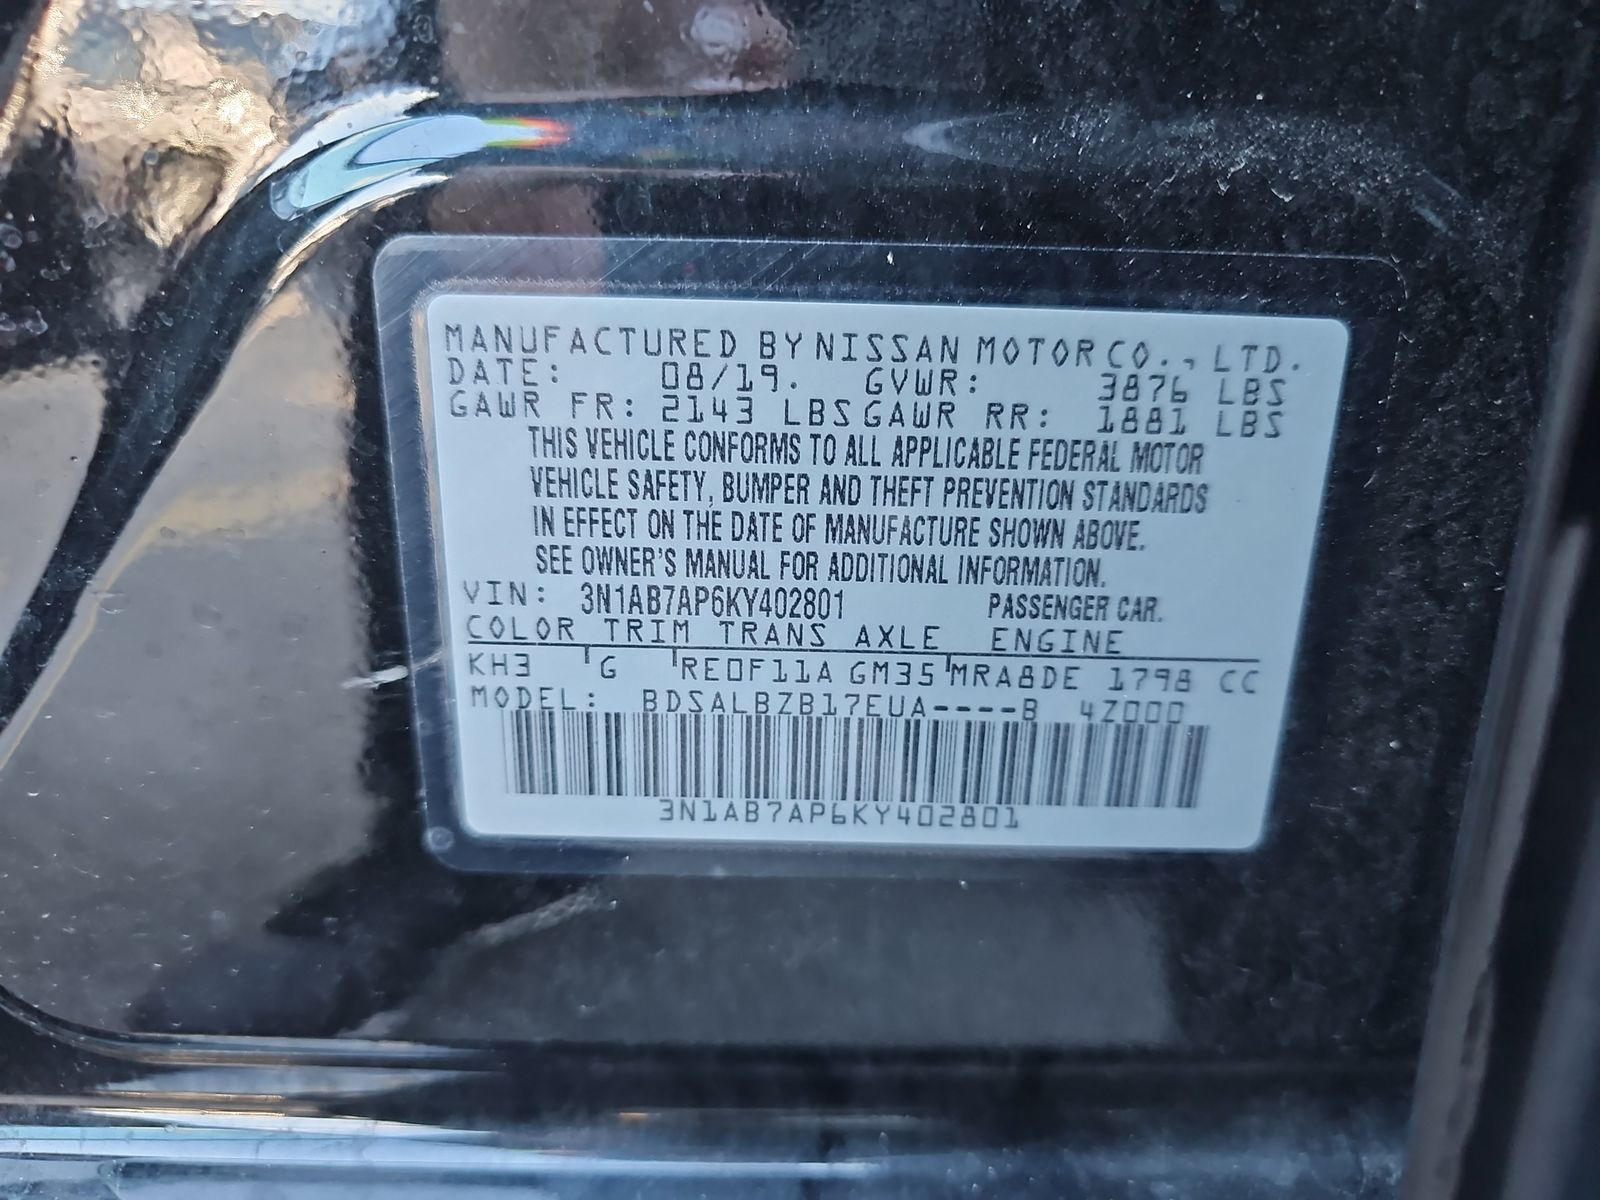 MANUFACTURED BY NISSAN MOTOR CO., LTD.
DATE: 08/19. GVWR: 3876 LBS
GAWR FR: 2143 LBS GAWR RR: 1881 LBS
THIS VEHICLE CONFORMS TO ALL APPLICABLE FEDERAL MOTOR
VEHICLE SAFETY, BUMPER AND THEFT PREVENTION STANDARDS
IN EFFECT ON THE DATE OF MANUFACTURE SHOWN ABOVE.
SEE OWNER'S MANUAL FOR ADDITIONAL INFORMATION.
VIN: 3N1AB7AP6KY402801 PASSENGER CAR.
COLOR TRIM TRANS AXLE ENGINE
KH3 G RE0F11A GM35 MRA8DE 1798 CC
MODEL: BDSALBZB17EUA----B 4Z000
3N1AB7AP6KY402801